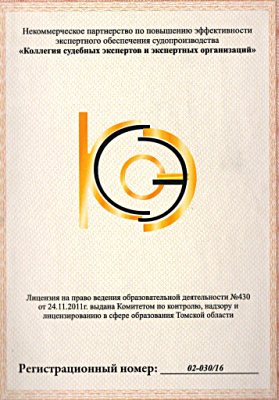 Некоммерческое партнерство по повышению эффективности
экспертного обеспечения судопроизводства
«Коллегия судебных экспертов и экспертных организаций»
Лицензия на право ведения образовательной деятельности №430
от 24.11.2011г. выдана Комитетом по контролю, надзору и
лицензированию в сфере образования Томской области
Регистрационный номер: 02-030/16